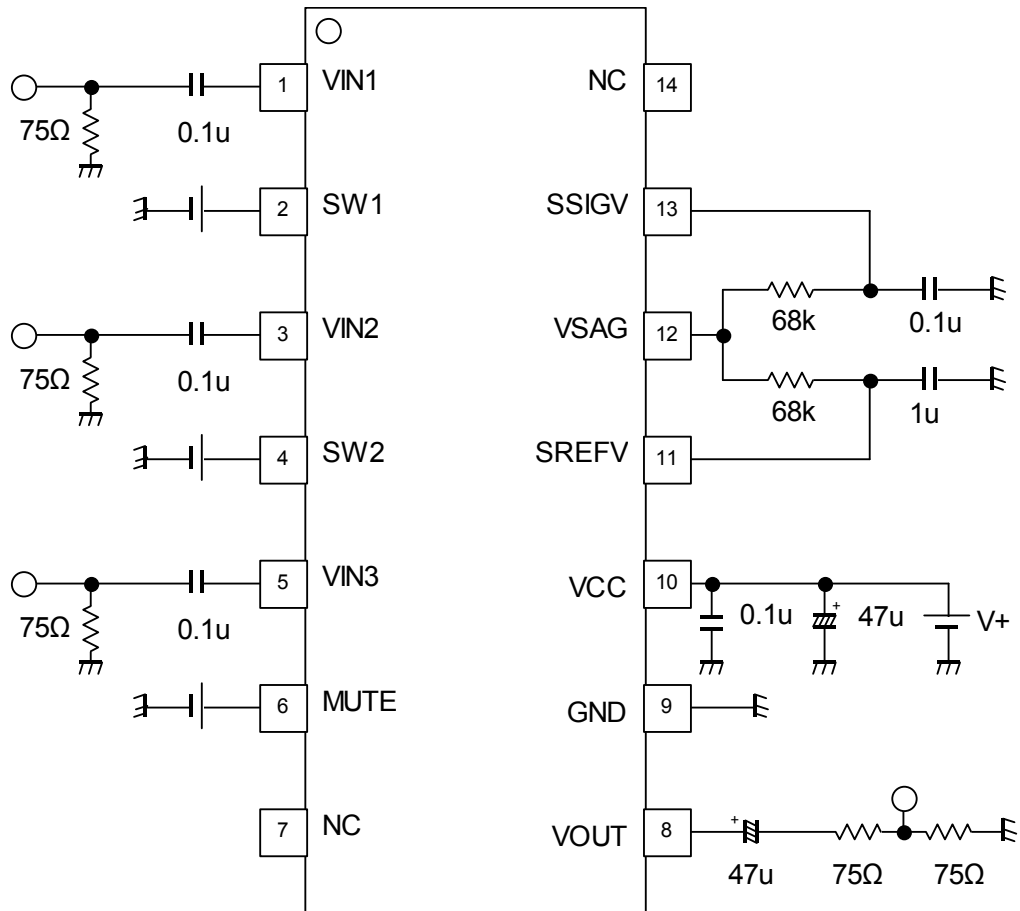 1 VIN1
75Ω 0.1u
2 SW1
3 VIN2
75Ω 0.1u
4 SW2
5 VIN3
75Ω 0.1u
6 MUTE
7 NC
NC 14
SSIGV 13
68k 0.1u
VSAG 12
68k 1u
SREFV 11
VCC 10
0.1u + 47u V+
GND 9
VOUT 8
+
47u 75Ω 75Ω